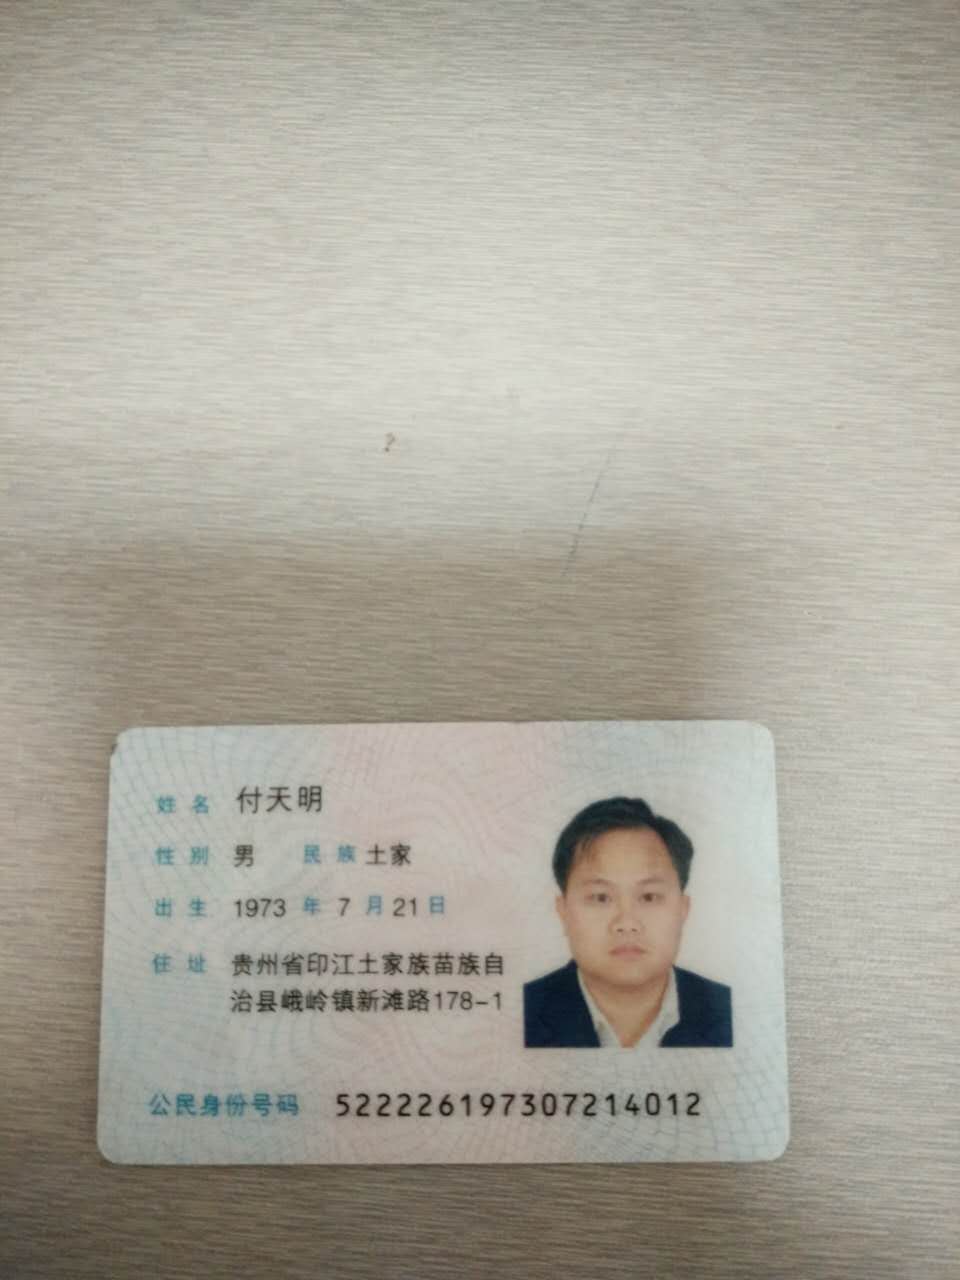 姓名 付天明
性别 男 民族 土家
出生 1973 年 7 月 21 日
住址 贵州省印江土家族苗族自
治县峨岭镇新滩路178-1
公民身份号码 522226197307214012